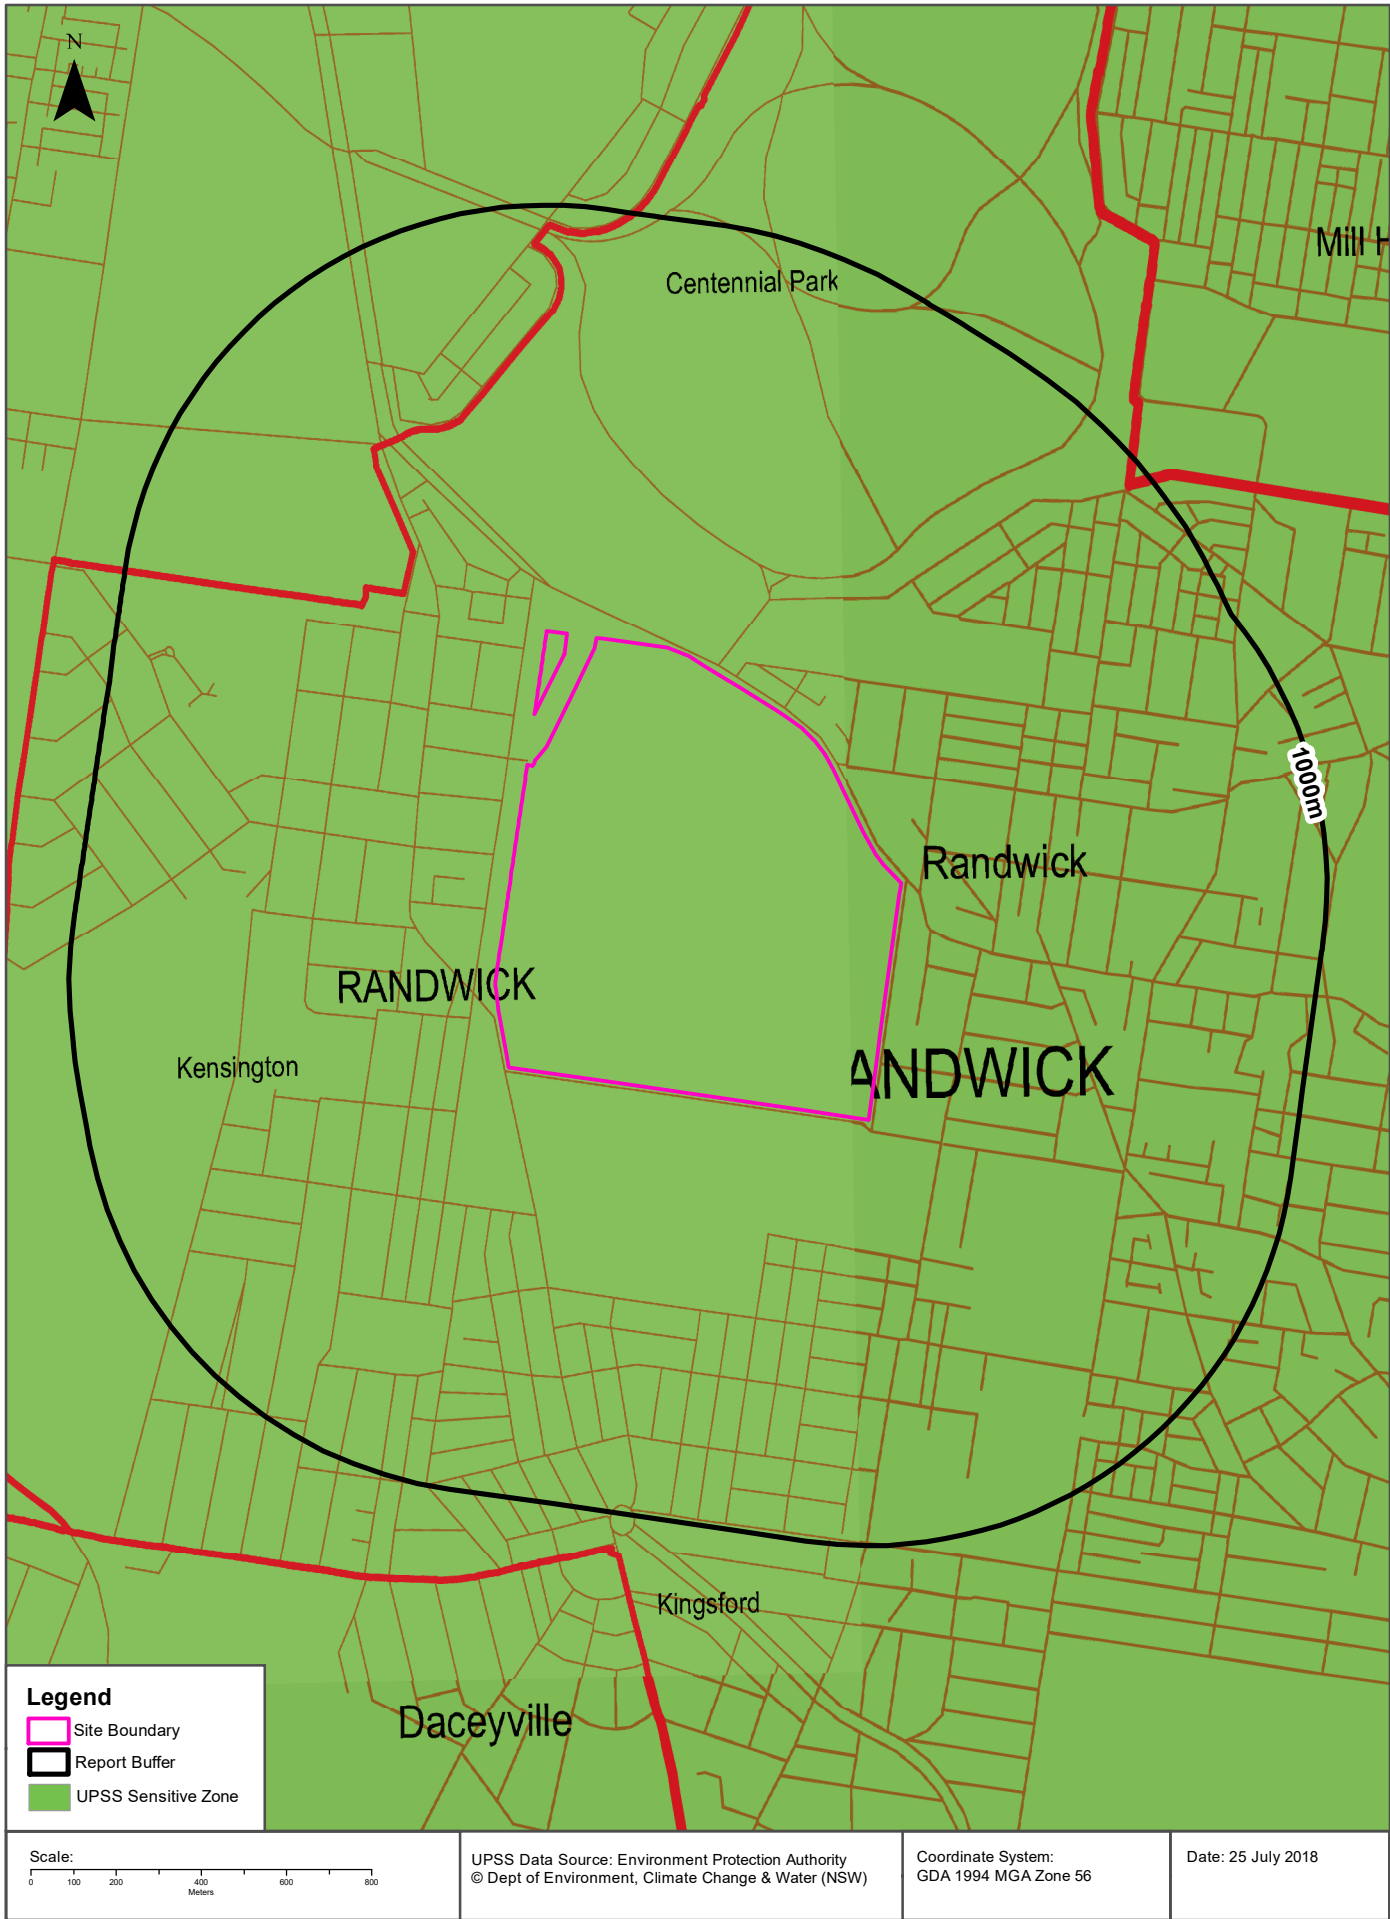 N
Mill H
Centennial Park
1000m
Randwick
RANDWICK
Kensington
ANDWICK
Kingsford
Daceyville
Legend
Site Boundary
Report Buffer
UPSS Sensitive Zone
Scale:
0 100 200 400 600 800
Meters
UPSS Data Source: Environment Protection Authority
© Dept of Environment, Climate Change & Water (NSW)
Coordinate System:
GDA 1994 MGA Zone 56
Date: 25 July 2018